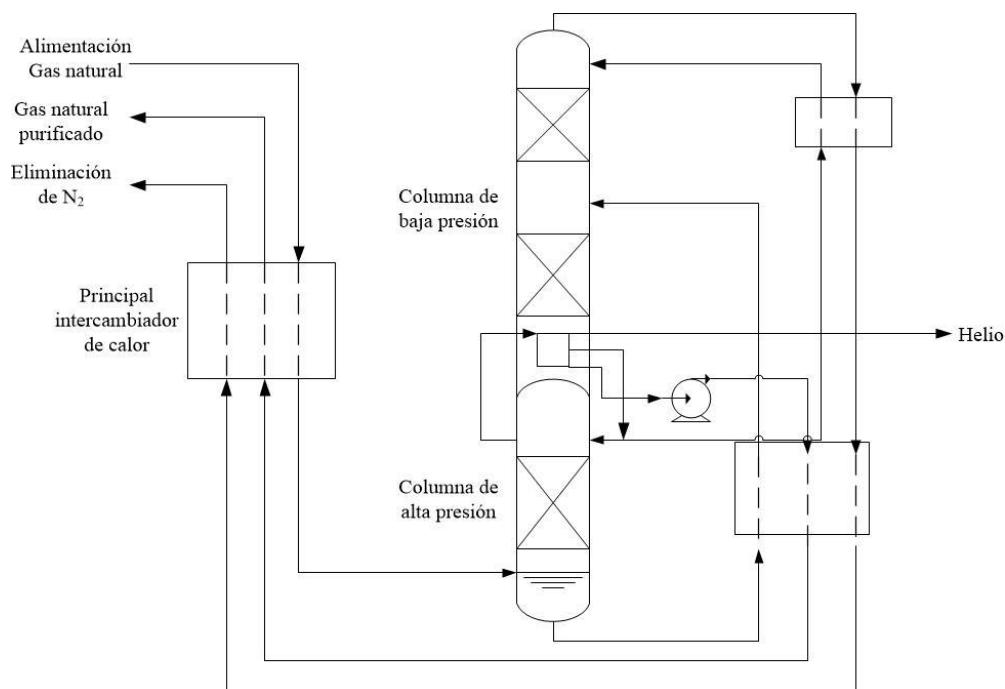 Alimentación
Gas natural
Gas natural
purificado
Eliminación
de N₂
Principal
intercambiador
de calor
Columna de
baja presión
Helio
Columna de
alta presión